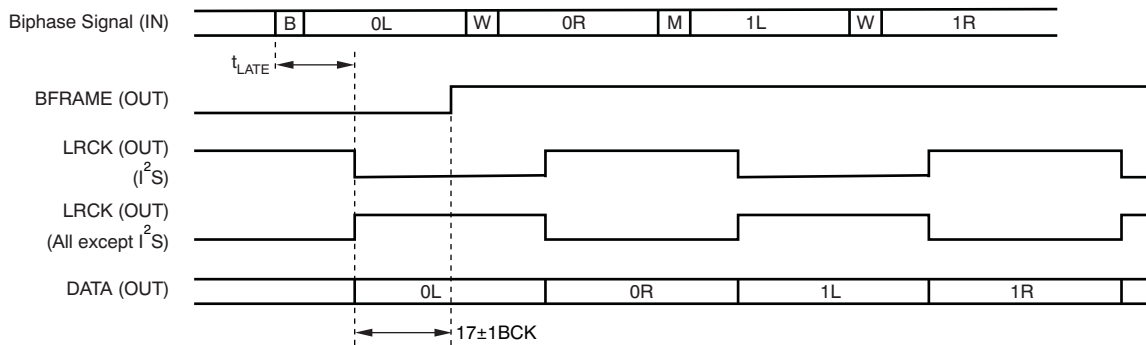 Biphase Signal (IN) B 0L W 0R M 1L W 1R
tLATE
BFRAME (OUT)
LRCK (OUT)
(I²S)
LRCK (OUT)
(All except I²S)
DATA (OUT) 0L 0R 1L 1R
17±1BCK